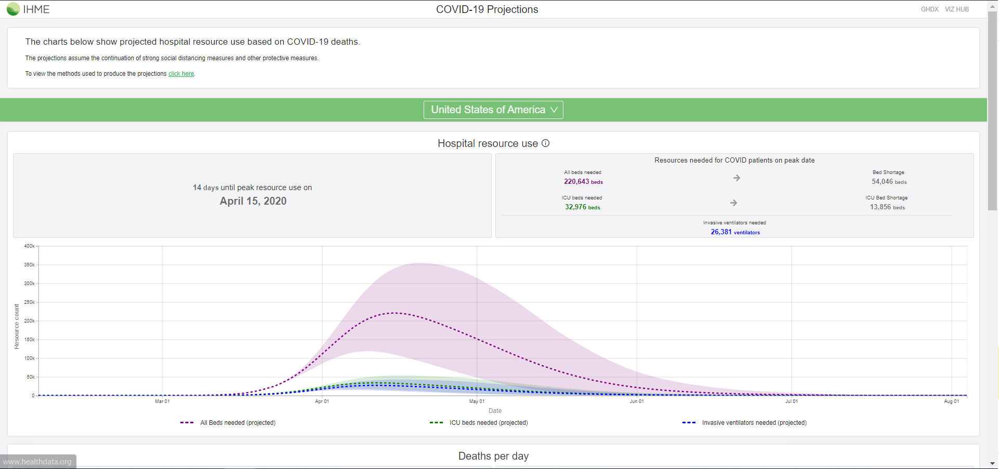 IHME
COVID-19 Projections
GHDX VIZ HUB
The charts below show projected hospital resource use based on COVID-19 deaths.
The projections assume the continuation of strong social distancing measures and other protective measures.
To view the methods used to produce the projections click here.
United States of America
Hospital resource use
14 days until peak resource use on
April 15, 2020
Resources needed for COVID patients on peak date
All beds needed
220,643 beds
Bed Shortage
54,046 beds
ICU beds needed
32,976 beds
ICU Bed Shortage
13,856 beds
Invasive ventilators needed
26,381 ventilators
400k
350k
300k
250k
200k
150k
100k
50k
0
Resource count
Mar 01
Apr 01
May 01
Jun 01
Jul 01
Aug 01
Date
All Beds needed (projected)
ICU beds needed (projected)
Invasive ventilators needed (projected)
Deaths per day
www.healthdata.org